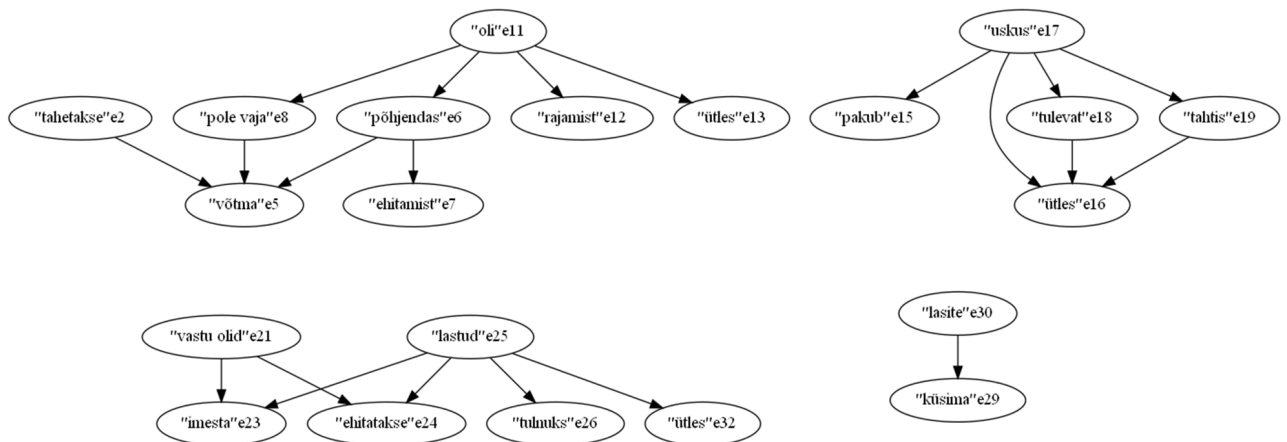 "oli"e11
"uskus"e17
"tahetakse"e2
"pole vaja"e8
"põhjendas"e6
"rajamist"e12
"ütles"e13
"pakub"e15
"tulevat"e18
"tahtis"e19
"võtma"e5
"ehitamist"e7
"ütles"e16
"lasite"e30
"vastu olid"e21
"lastud"e25
"küsima"e29
"imesta"e23
"ehitatakse"e24
"tulnuks"e26
"ütles"e32